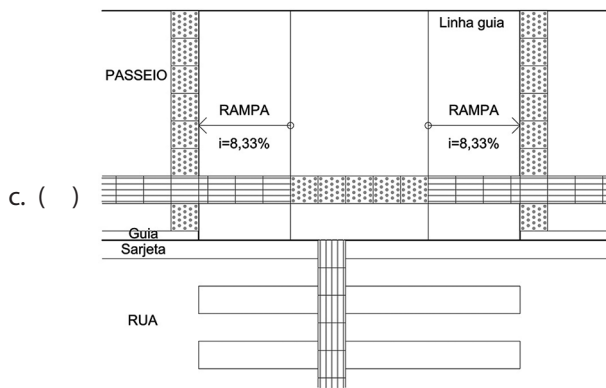 Linha guia
PASSEIO
RAMPA
RAMPA
i=8,33%
i=8,33%
c. ( )
Guia
Sarjeta
RUA